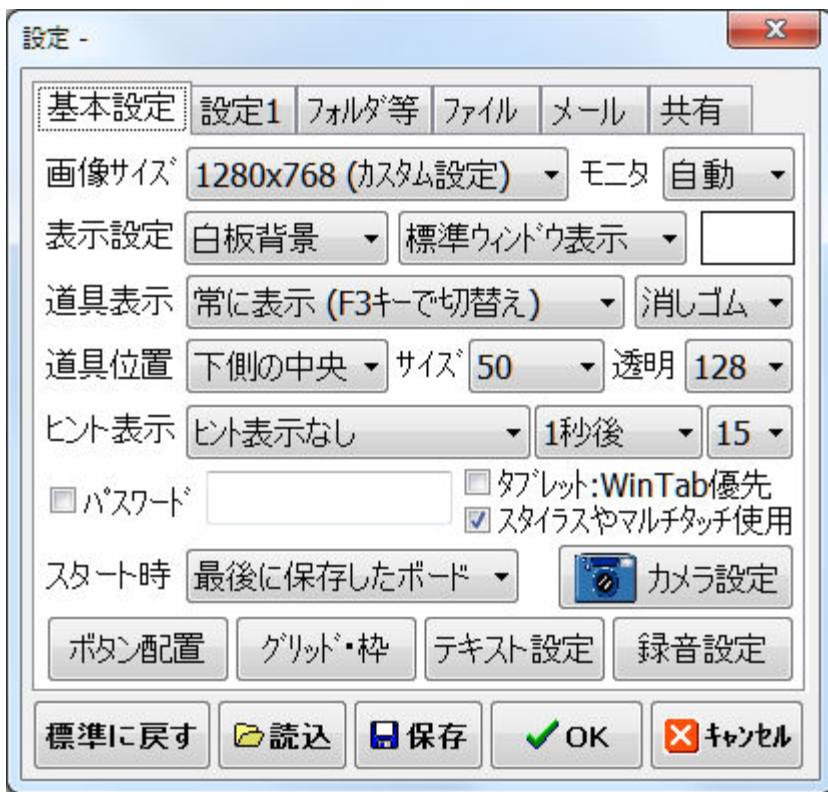 設定 -
基本設定 設定1 フォルダ等 ファイル メール 共有
画像サイズ 1280x768 (カスタム設定) モニタ 自動
表示設定 白板背景 標準ウィンドウ表示
道具表示 常に表示 (F3キーで切替え) 消しゴム
道具位置 下側の中央 サイズ 50 透明 128
ヒント表示 ヒント表示なし 1秒後 15
パスワード タブレット:WinTab優先
スタイラスやマルチタッチ使用
スタート時 最後に保存したボード カメラ設定
ボタン配置 グリッド・枠 テキスト設定 録音設定
標準に戻す 読込 保存 OK キャンセル